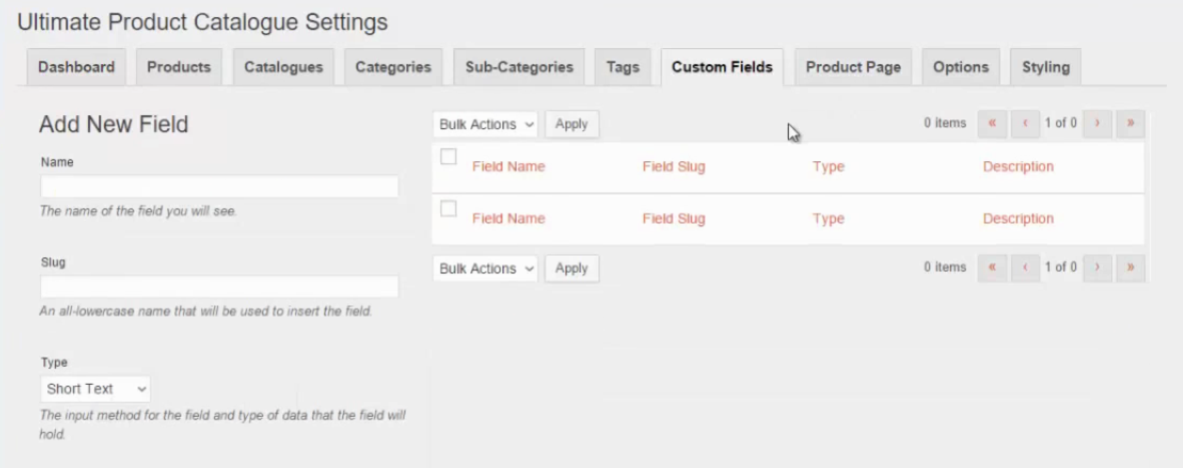 Ultimate Product Catalogue Settings
Dashboard Products Catalogues Categories Sub-Categories Tags Custom Fields Product Page Options Styling
Add New Field
Name
The name of the field you will see.
Slug
An all-lowercase name that will be used to insert the field.
Type
Short Text
The input method for the field and type of data that the field will
hold.
Bulk Actions Apply 0 items « ‹ 1 of 0 › »
Field Name Field Slug Type Description
Field Name Field Slug Type Description
Bulk Actions Apply 0 items « ‹ 1 of 0 › »